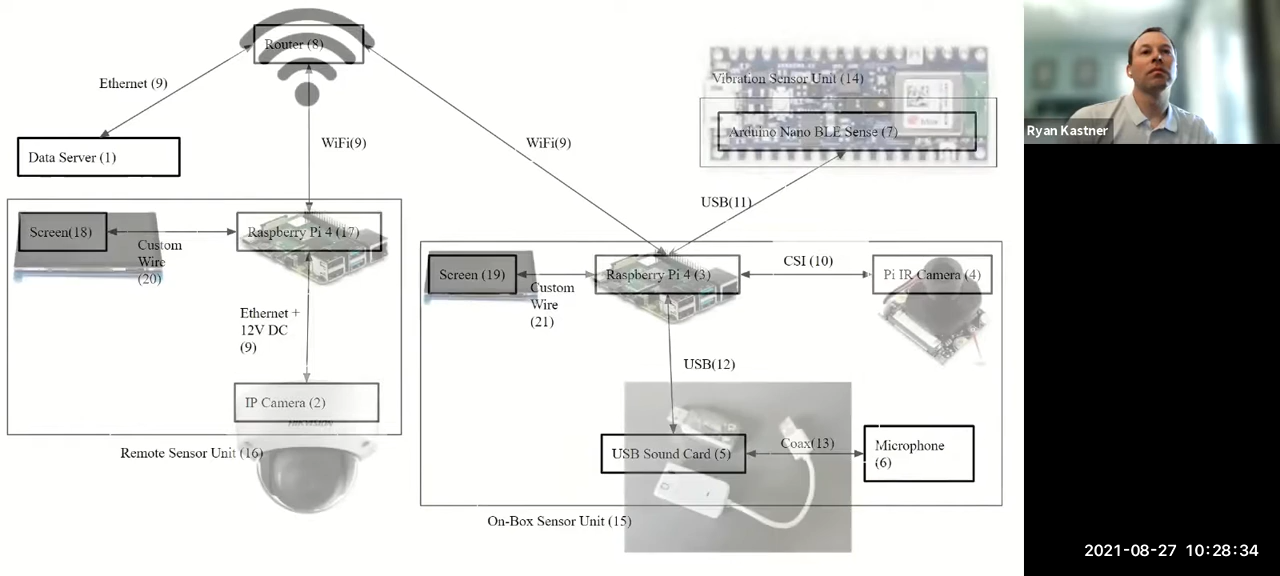 Router (8)
Ethernet (9)
Vibration Sensor Unit (14)
Arduino Nano BLE Sense (7)
Ryan Kastner
WiFi(9)
WiFi(9)
Data Server (1)
USB(11)
Screen(18)
Custom
Wire
(20)
Raspberry Pi 4 (17)
Screen (19)
Custom
Wire
(21)
Raspberry Pi 4 (3)
CSI (10)
Pi IR Camera (4)
Ethernet +
12V DC
(9)
USB(12)
IP Camera (2)
HIKVISION
Remote Sensor Unit (16)
USB Sound Card (5)
Coax(13)
Microphone
(6)
On-Box Sensor Unit (15)
2021-08-27 10:28:34